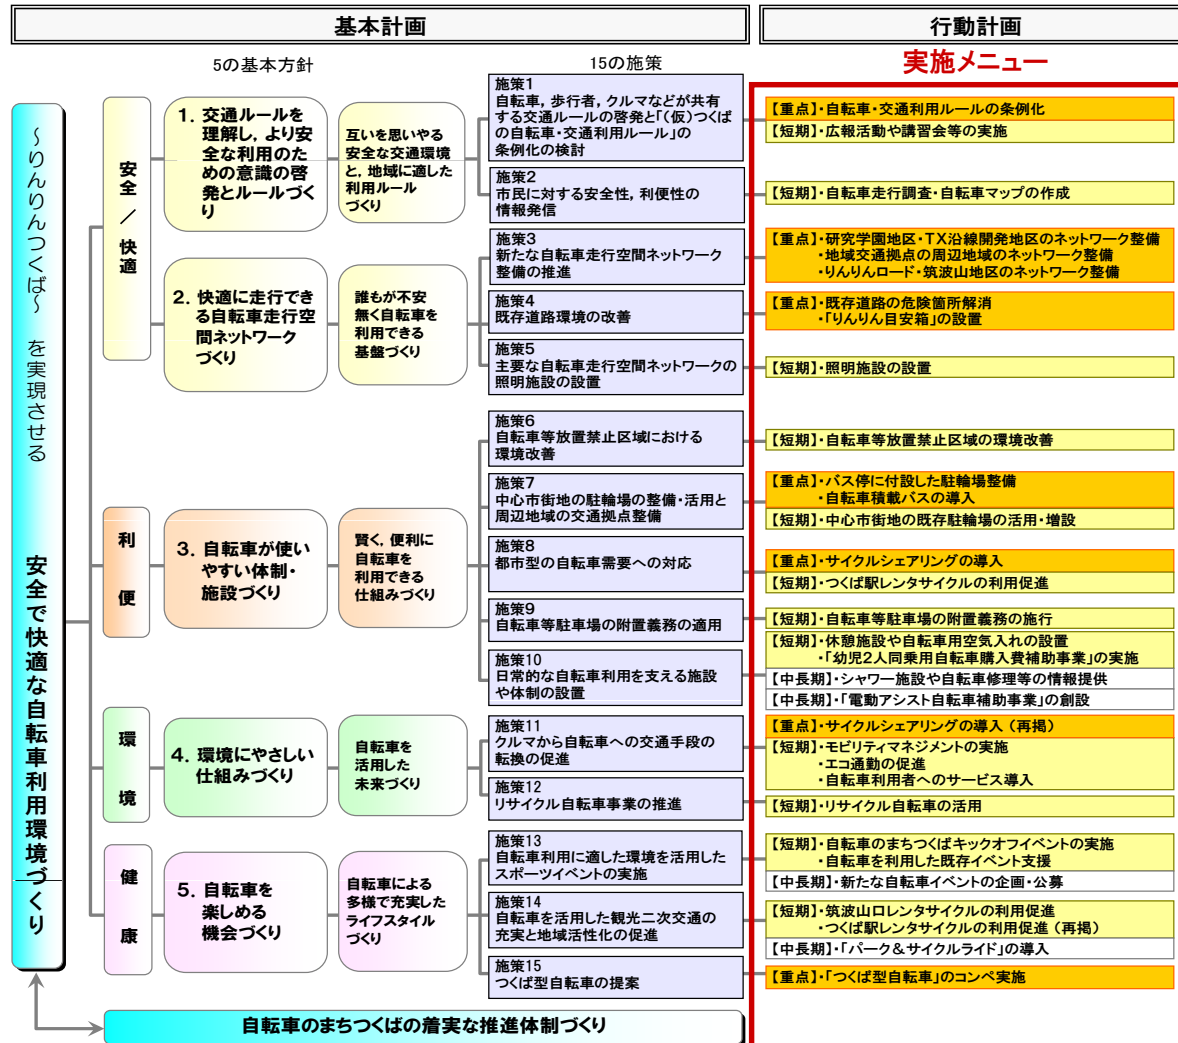 基本計画
行動計画
5の基本方針
15の施策
実施メニュー
～りんりんつくば～ を実現させる
安全で快適な自転車利用環境づくり
安全／快適
1．交通ルールを
理解し，より安
全な利用のた
めの意識の啓
発とルールづく
り
互いを思いやる
安全な交通環境
と，地域に適した
利用ルール
づくり
施策1
自転車，歩行者，クルマなどが共有
する交通ルールの啓発と「（仮）つくば
の自転車・交通利用ルール」の
条例化の検討
【重点】・自転車・交通利用ルールの条例化
【短期】・広報活動や講習会等の実施
施策2
市民に対する安全性，利便性の
情報発信
【短期】・自転車走行調査・自転車マップの作成
2．快適に走行でき
る自転車走行空
間ネットワーク
づくり
誰もが不安
無く自転車を
利用できる
基盤づくり
施策3
新たな自転車走行空間ネットワーク
整備の推進
【重点】・研究学園地区・TX沿線開発地区のネットワーク整備
・地域交通拠点の周辺地域のネットワーク整備
・りんりんロード・筑波山地区のネットワーク整備
施策4
既存道路環境の改善
【重点】・既存道路の危険箇所解消
・「りんりん目安箱」の設置
施策5
主要な自転車走行空間ネットワークの
照明施設の設置
【短期】・照明施設の設置
利便
3．自転車が使い
やすい体制・
施設づくり
賢く，便利に
自転車を
利用できる
仕組みづくり
施策6
自転車等放置禁止区域における
環境改善
【短期】・自転車等放置禁止区域の環境改善
施策7
中心市街地の駐輪場の整備・活用と
周辺地域の交通拠点整備
【重点】・バス停に付設した駐輪場整備
・自転車積載バスの導入
【短期】・中心市街地の既存駐輪場の活用・増設
施策8
都市型の自転車需要への対応
【重点】・サイクルシェアリングの導入
【短期】・つくば駅レンタサイクルの利用促進
施策9
自転車等駐車場の附置義務の適用
【短期】・自転車等駐車場の附置義務の施行
施策10
日常的な自転車利用を支える施設
や体制の設置
【短期】・休憩施設や自転車用空気入れの設置
・「幼児2人同乗用自転車購入費補助事業」の実施
【中長期】・シャワー施設や自転車修理等の情報提供
【中長期】・「電動アシスト自転車補助事業」の創設
環境
4．環境にやさしい
仕組みづくり
自転車を
活用した
未来づくり
施策11
クルマから自転車への交通手段の
転換の促進
【重点】・サイクルシェアリングの導入（再掲）
【短期】・モビリティマネジメントの実施
・エコ通勤の促進
・自転車利用者へのサービス導入
施策12
リサイクル自転車事業の推進
【短期】・リサイクル自転車の活用
健康
5．自転車を
楽しめる
機会づくり
自転車による
多様で充実した
ライフスタイル
づくり
施策13
自転車利用に適した環境を活用した
スポーツイベントの実施
【短期】・自転車のまちつくばキックオフイベントの実施
・自転車を利用した既存イベント支援
【中長期】・新たな自転車イベントの企画・公募
施策14
自転車を活用した観光二次交通の
充実と地域活性化の促進
【短期】・筑波山口レンタサイクルの利用促進
・つくば駅レンタサイクルの利用促進（再掲）
【中長期】・「パーク＆サイクルライド」の導入
施策15
つくば型自転車の提案
【重点】・「つくば型自転車」のコンペ実施
自転車のまちつくばの着実な推進体制づくり